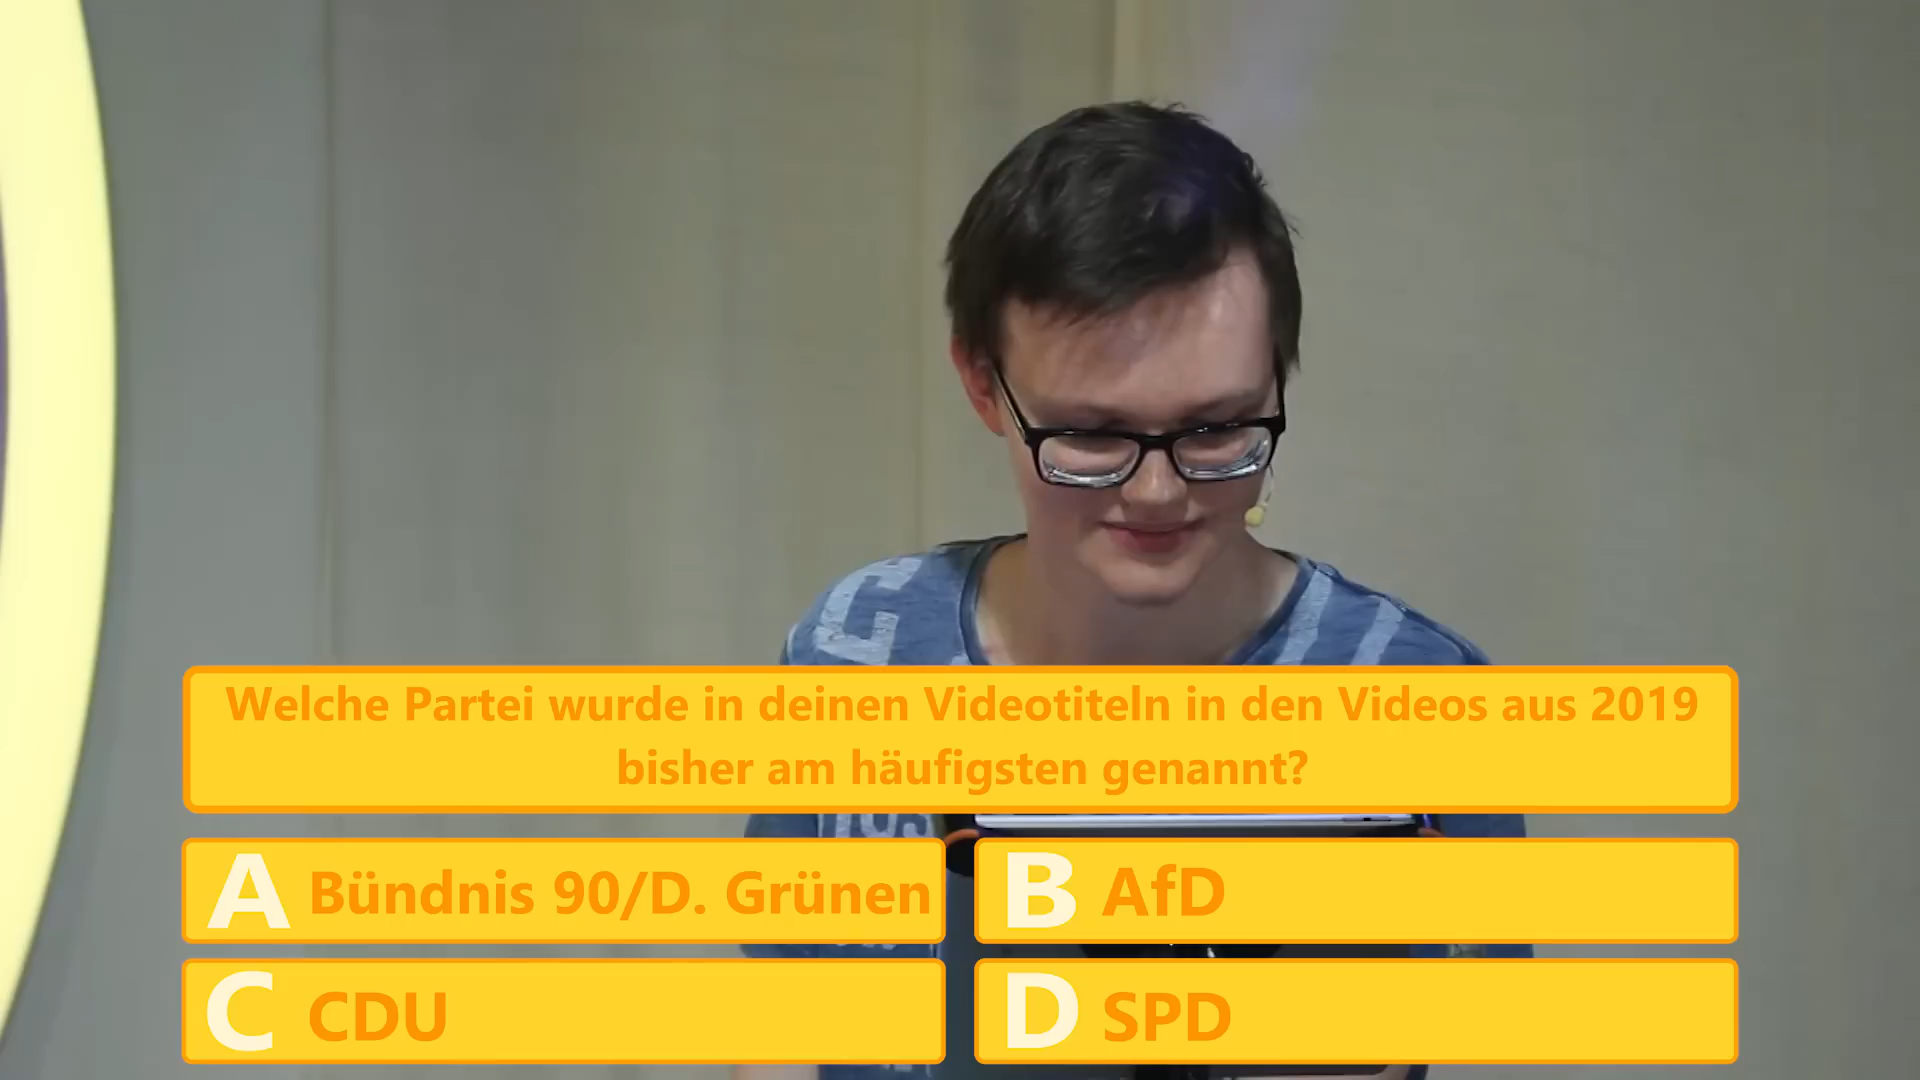 Welche Partei wurde in deinen Videotiteln in den Videos aus 2019
bisher am häufigsten genannt?
A Bündnis 90/D. Grünen
B AfD
C CDU
D SPD